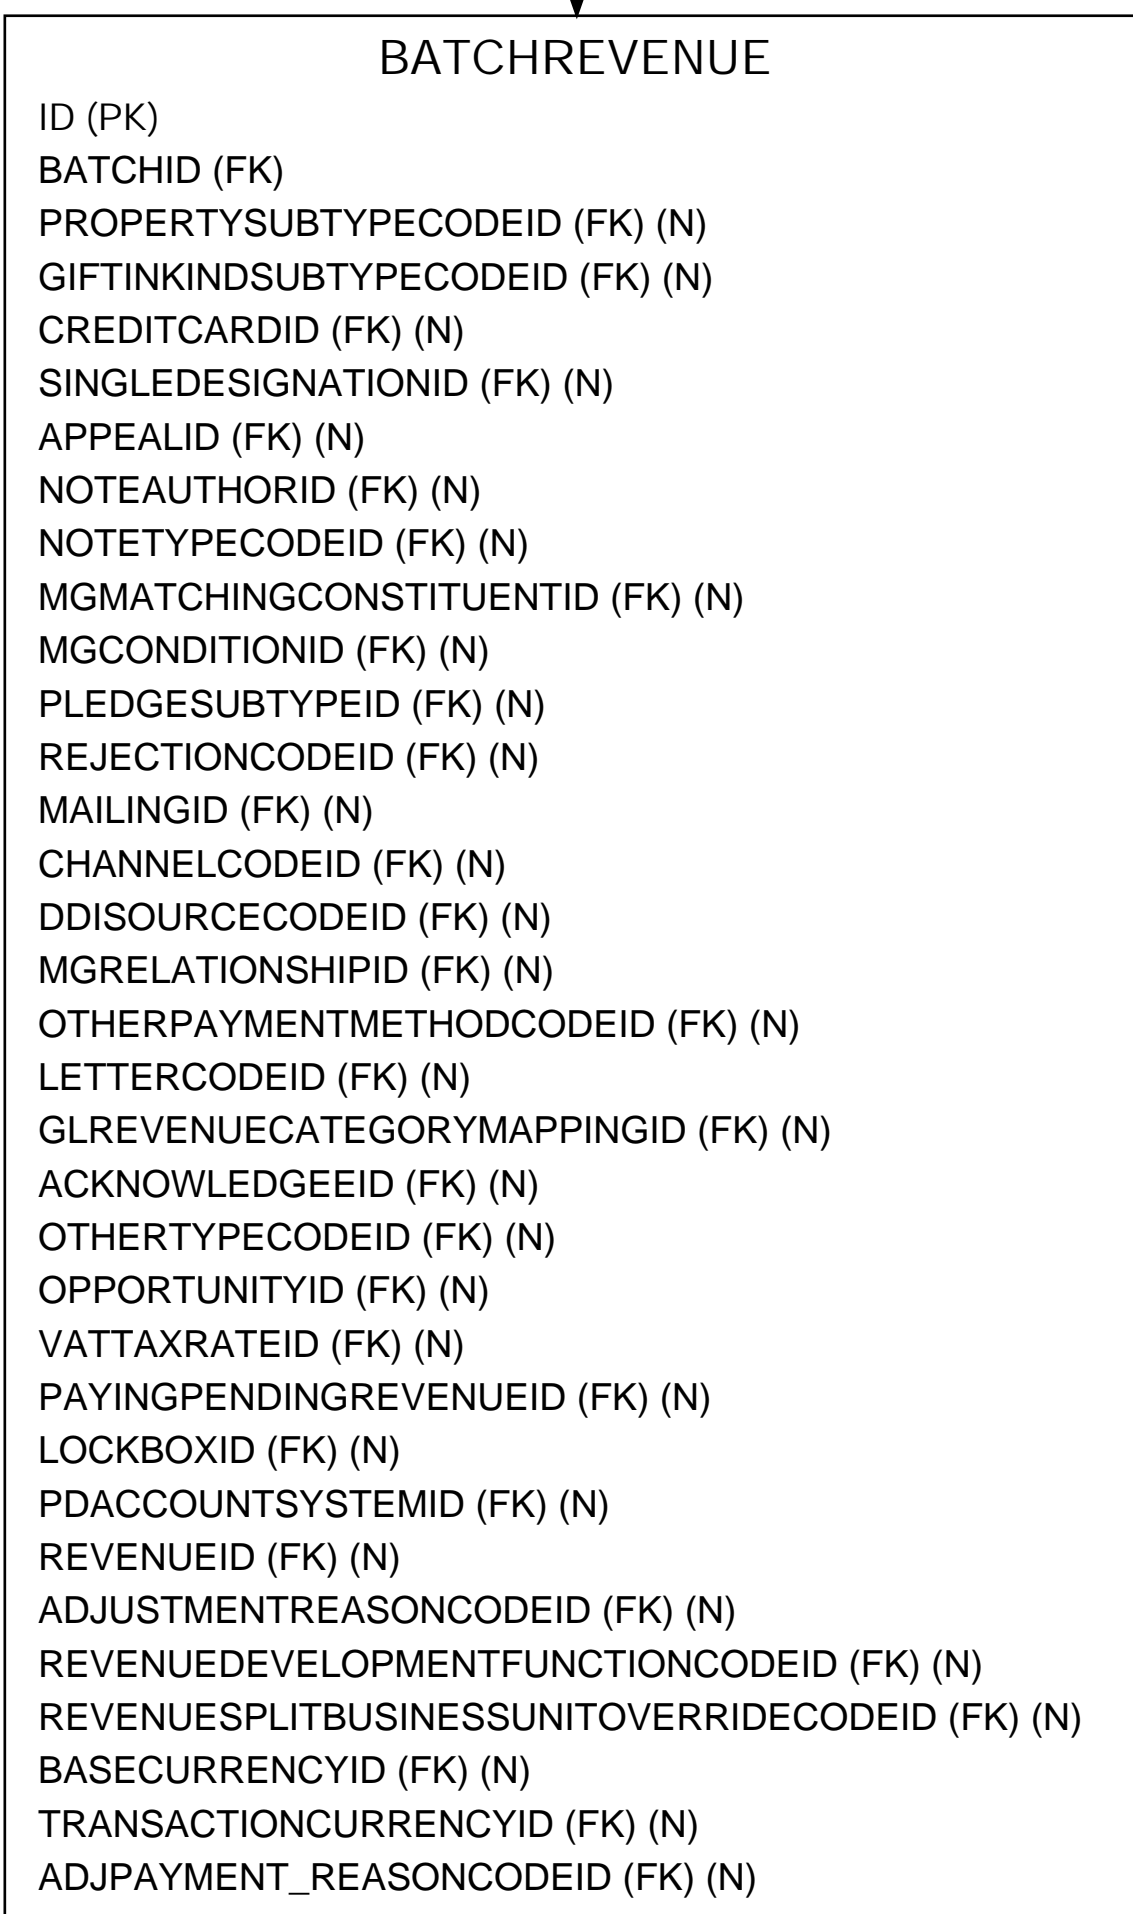 BATCHREVENUE
ID (PK)
BATCHID (FK)
PROPERTYSUBTYPECODEID (FK) (N)
GIFTINKINDSUBTYPECODEID (FK) (N)
CREDITCARDID (FK) (N)
SINGLEDESIGNATIONID (FK) (N)
APPEALID (FK) (N)
NOTEAUTHORID (FK) (N)
NOTETYPECODEID (FK) (N)
MGMATCHINGCONSTITUENTID (FK) (N)
MGCONDITIONID (FK) (N)
PLEDGESUBTYPEID (FK) (N)
REJECTIONCODEID (FK) (N)
MAILINGID (FK) (N)
CHANNELCODEID (FK) (N)
DDISOURCECODEID (FK) (N)
MGRELATIONSHIPID (FK) (N)
OTHERPAYMENTMETHODCODEID (FK) (N)
LETTERCODEID (FK) (N)
GLREVENUECATEGORYMAPPINGID (FK) (N)
ACKNOWLEDGEEID (FK) (N)
OTHERTYPECODEID (FK) (N)
OPPORTUNITYID (FK) (N)
VATTAXRATEID (FK) (N)
PAYINGPENDINGREVENUEID (FK) (N)
LOCKBOXID (FK) (N)
PDACCOUNTSYSTEMID (FK) (N)
REVENUEID (FK) (N)
ADJUSTMENTREASONCODEID (FK) (N)
REVENUEDEVELOPMENTFUNCTIONCODEID (FK) (N)
REVENUESPLITBUSINESSUNITOVERRIDECODEID (FK) (N)
BASECURRENCYID (FK) (N)
TRANSACTIONCURRENCYID (FK) (N)
ADJPAYMENT_REASONCODEID (FK) (N)